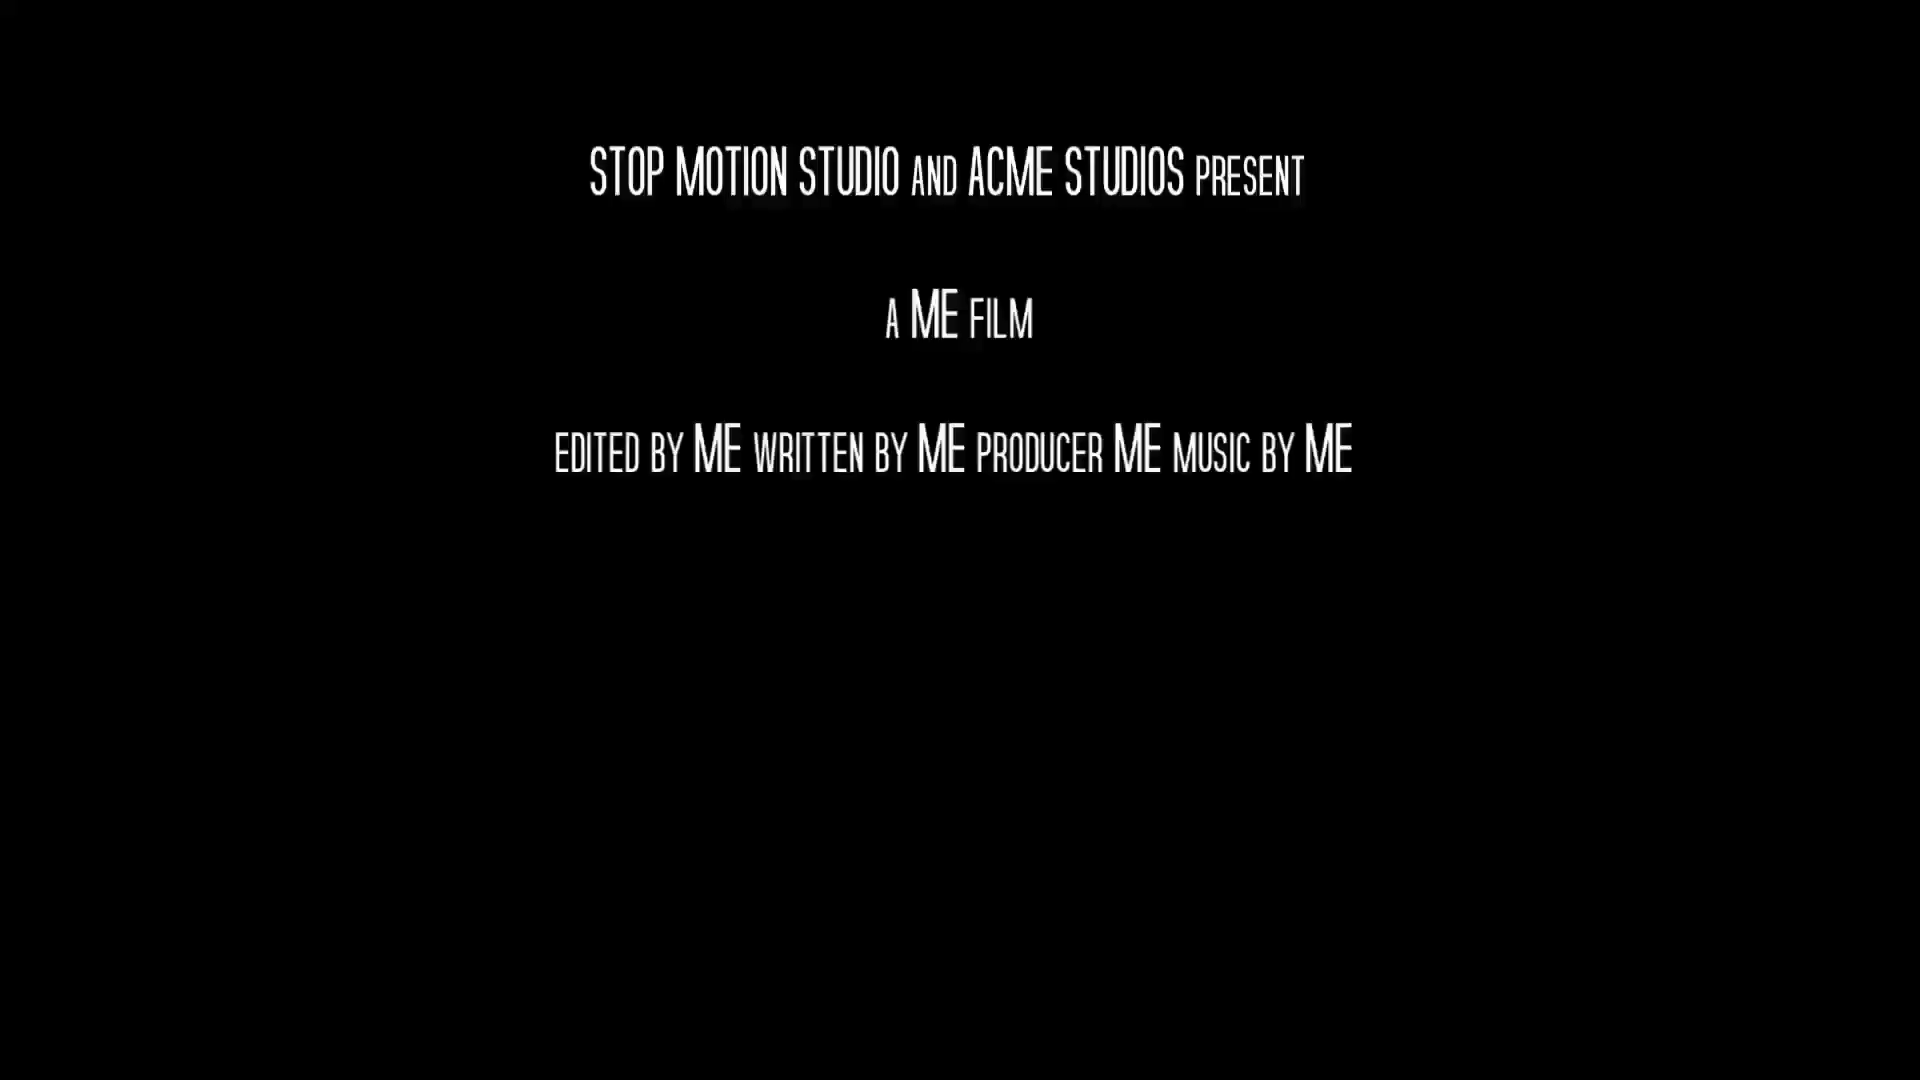 STOP MOTION STUDIO AND ACME STUDIOS PRESENT
A ME FILM
EDITED BY ME WRITTEN BY ME PRODUCER ME MUSIC BY ME